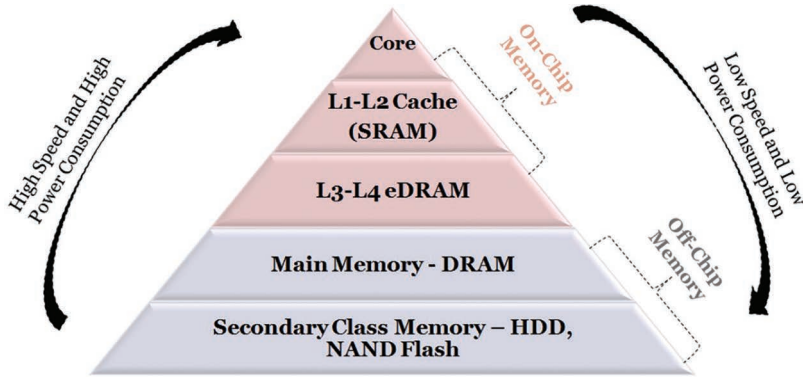 Core
L1-L2 Cache
(SRAM)
L3-L4 eDRAM
Main Memory - DRAM
Secondary Class Memory – HDD,
NAND Flash
High Speed and High
Power Consumption
On-Chip
Memory
Off-Chip
Memory
Low Speed and Low
Power Consumption